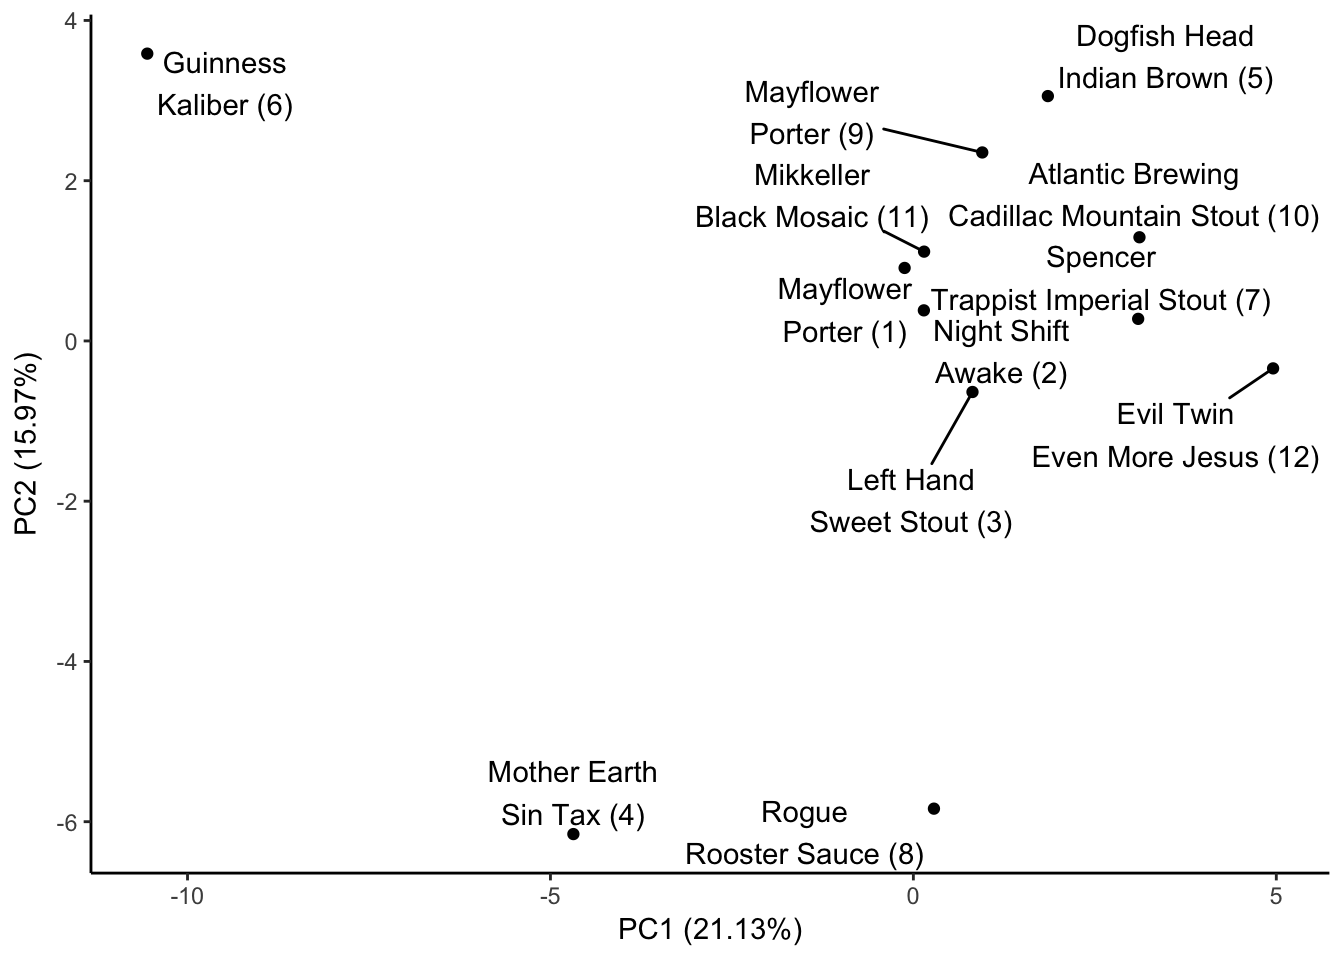 4
2
0
-2
-4
-6
PC2 (15.97%)
Guinness
Kaliber (6)
Dogfish Head
Indian Brown (5)
Mayflower
Porter (9)
Mikkeller
Black Mosaic (11)
Atlantic Brewing
Cadillac Mountain Stout (10)
Spencer
Trappist Imperial Stout (7)
Mayflower
Porter (1)
Night Shift
Awake (2)
Evil Twin
Even More Jesus (12)
Left Hand
Sweet Stout (3)
Mother Earth
Sin Tax (4)
Rogue
Rooster Sauce (8)
-10
-5
0
5
PC1 (21.13%)